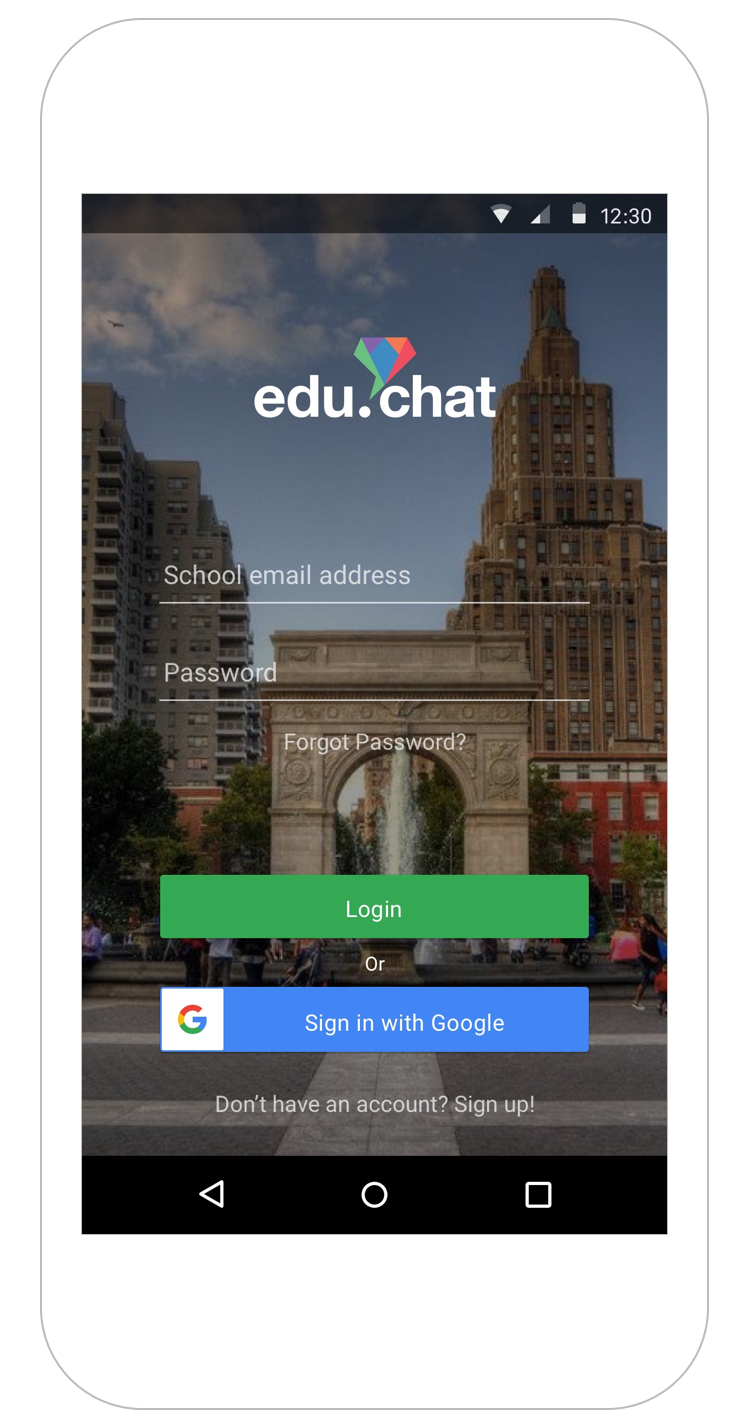 12:30
edu.chat
School email address
Password
Forgot Password?
Login
Or
Sign in with Google
Don’t have an account? Sign up!